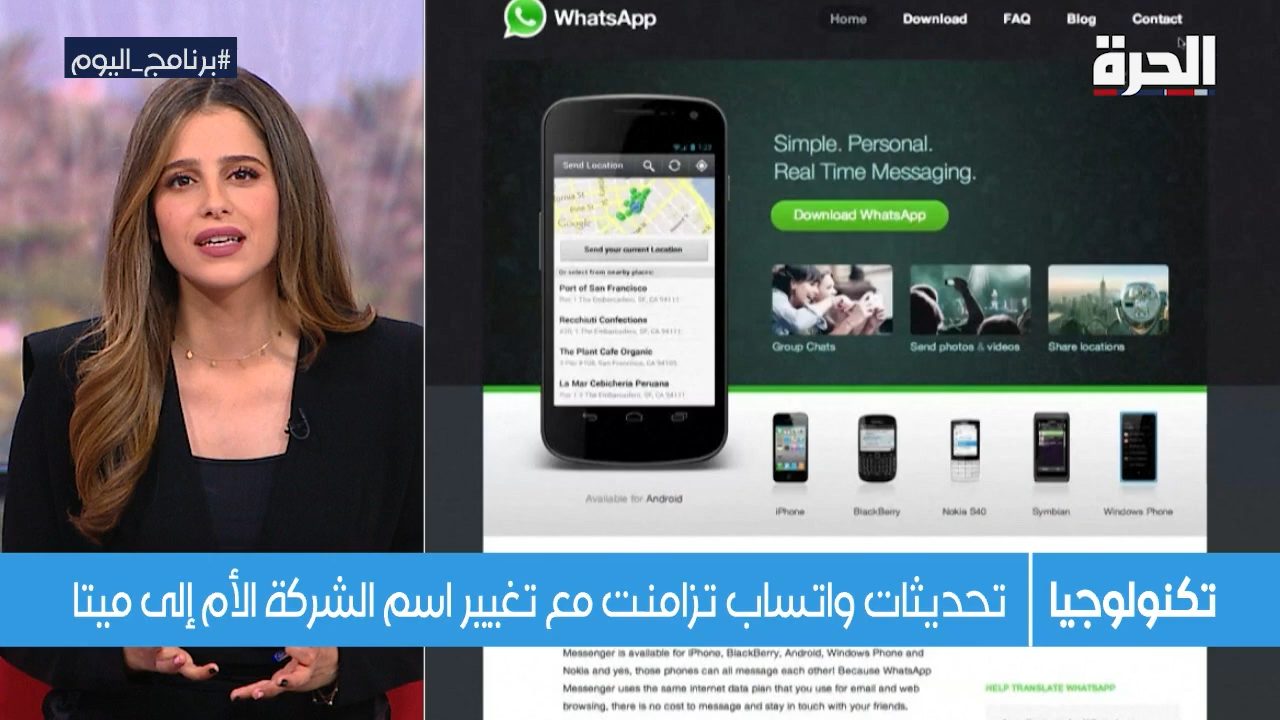 #برنامج_اليوم
WhatsApp
Home Download FAQ Blog Contact
الحرة
Simple. Personal.
Real Time Messaging.
Download WhatsApp
Group Chats
Send photos & videos
Share locations
Send Location
Google
Send your current Location
Or select from nearby places:
Port of San Francisco
Recchiuti Confections
The Plant Cafe Organic
La Mar Cebicheria Peruana
Available for Android
iPhone
BlackBerry
Nokia S40
Symbian
Windows Phone
تكنولوجيا
تحديثات واتساب تزامنت مع تغيير اسم الشركة الأم إلى ميتا
Messenger is available for iPhone, BlackBerry, Android, Windows Phone and
Nokia and yes, those phones can all message each other! Because WhatsApp
Messenger uses the same internet data plan that you use for email and web
browsing, there is no cost to message and stay in touch with your friends.
HELP TRANSLATE WHATSAPP